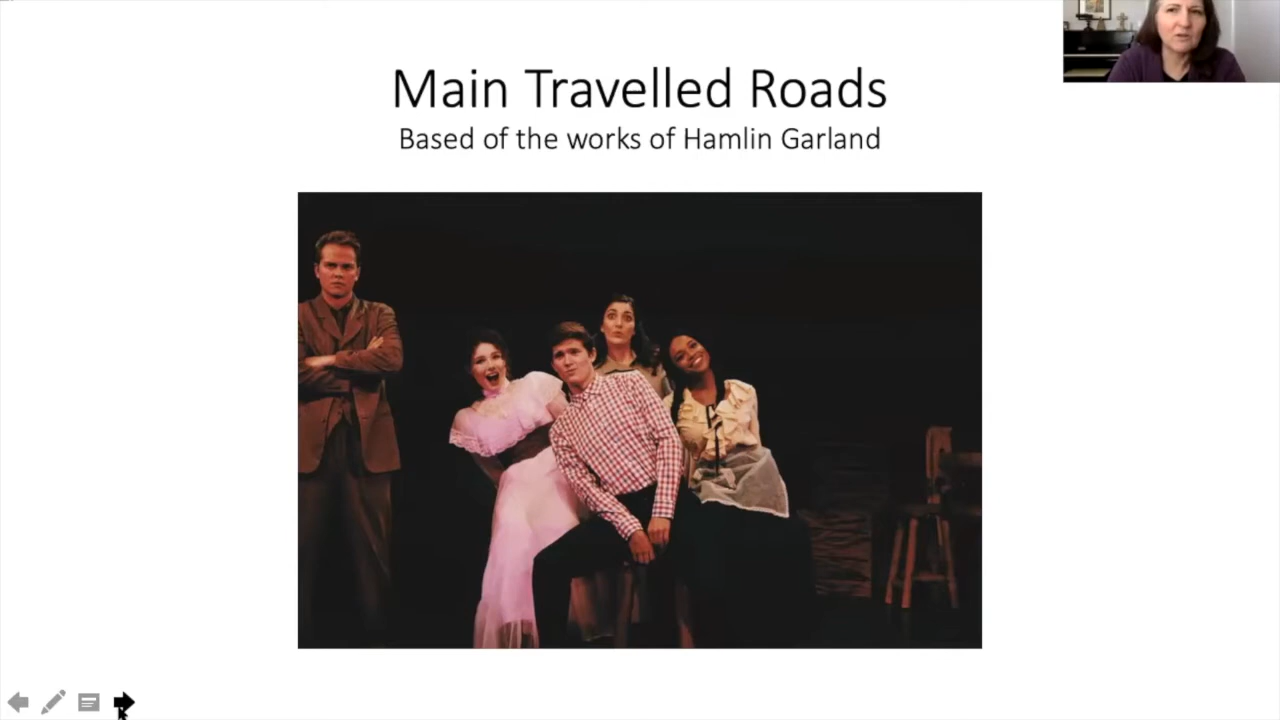 Main Travelled Roads
Based of the works of Hamlin Garland